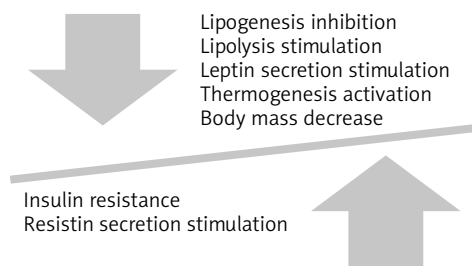 Lipogenesis inhibition
Lipolysis stimulation
Leptin secretion stimulation
Thermogenesis activation
Body mass decrease
Insulin resistance
Resistin secretion stimulation